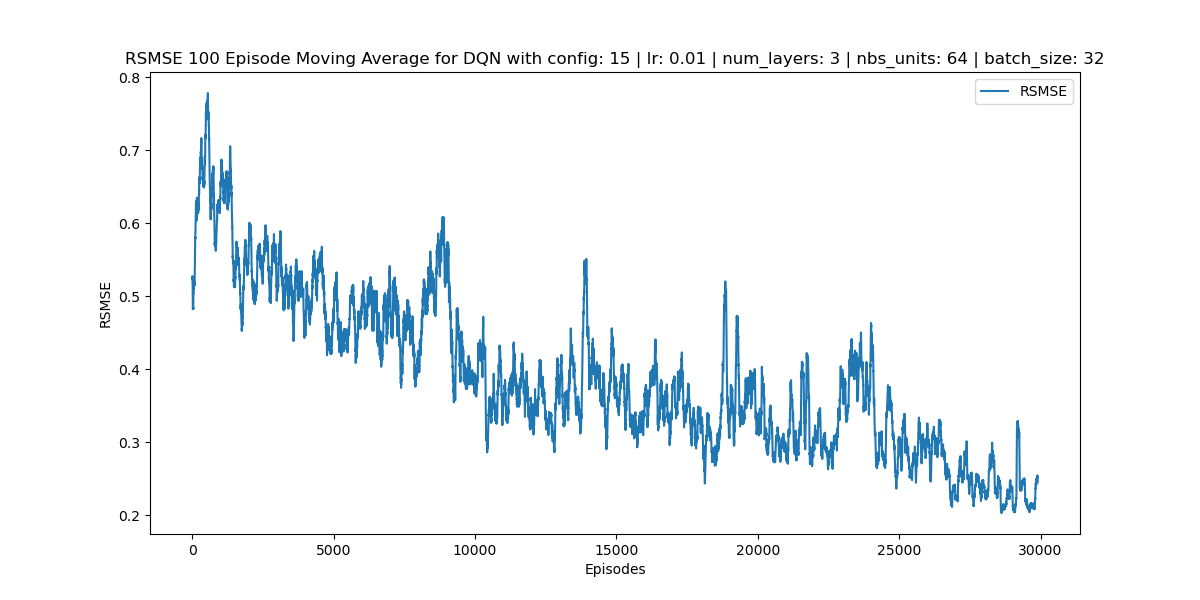 RSMSE 100 Episode Moving Average for DQN with config: 15 | lr: 0.01 | num_layers: 3 | nbs_units: 64 | batch_size: 32
0.8
0.7
0.6
0.5
0.4
0.3
0.2
RSMSE
RSMSE
0 5000 10000 15000 20000 25000 30000
Episodes